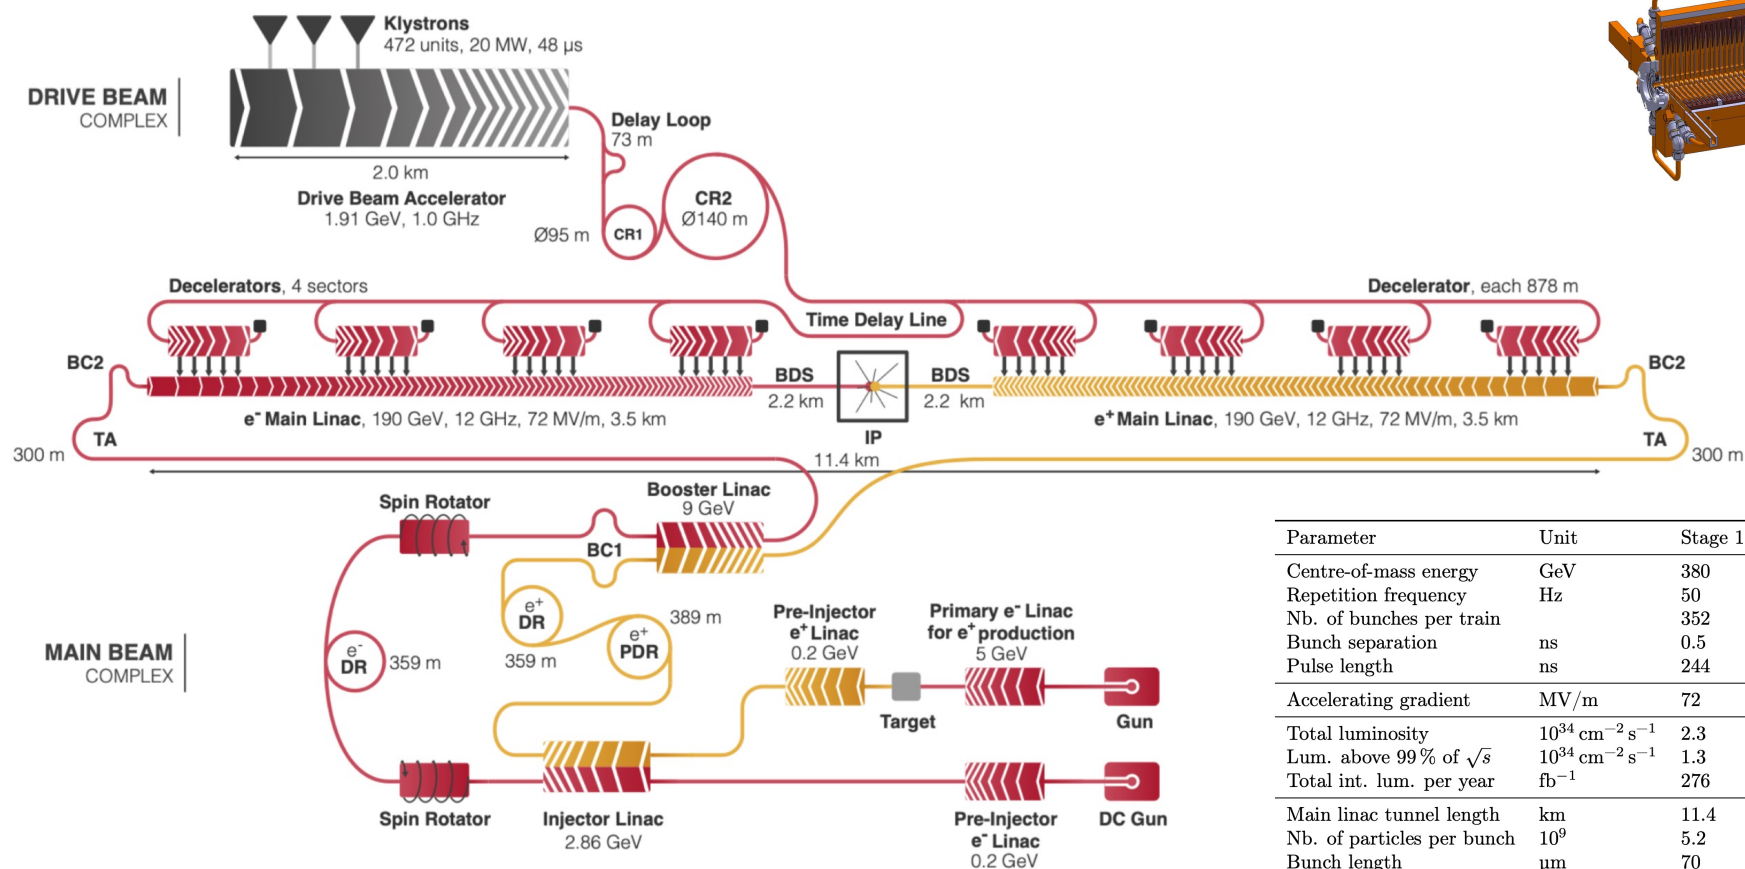 Klystrons
472 units, 20 MW, 48 µs
DRIVE BEAM
COMPLEX
2.0 km
Drive Beam Accelerator
1.91 GeV, 1.0 GHz
Delay Loop
73 m
CR2
Ø140 m
Ø95 m
CR1
Decelerators, 4 sectors
Decelerator, each 878 m
Time Delay Line
BC2
BDS
2.2 km
BDS
2.2 km
BC2
e⁻ Main Linac, 190 GeV, 12 GHz, 72 MV/m, 3.5 km
IP
e⁺ Main Linac, 190 GeV, 12 GHz, 72 MV/m, 3.5 km
TA
300 m
TA
300 m
11.4 km
Spin Rotator
Booster Linac
9 GeV
BC1
MAIN BEAM
COMPLEX
e⁻
DR
359 m
e⁺
DR
359 m
e⁺
PDR
389 m
Pre-Injector
e⁺ Linac
0.2 GeV
Primary e⁻ Linac
for e⁺ production
5 GeV
Target
Gun
Spin Rotator
Injector Linac
2.86 GeV
Pre-Injector
e⁻ Linac
0.2 GeV
DC Gun
Parameter Unit Stage 1
Centre-of-mass energy GeV 380
Repetition frequency Hz 50
Nb. of bunches per train 352
Bunch separation ns 0.5
Pulse length ns 244
Accelerating gradient MV/m 72
Total luminosity 10³⁴ cm⁻² s⁻¹ 2.3
Lum. above 99 % of √s 10³⁴ cm⁻² s⁻¹ 1.3
Total int. lum. per year fb⁻¹ 276
Main linac tunnel length km 11.4
Nb. of particles per bunch 10⁹ 5.2
Bunch length µm 70